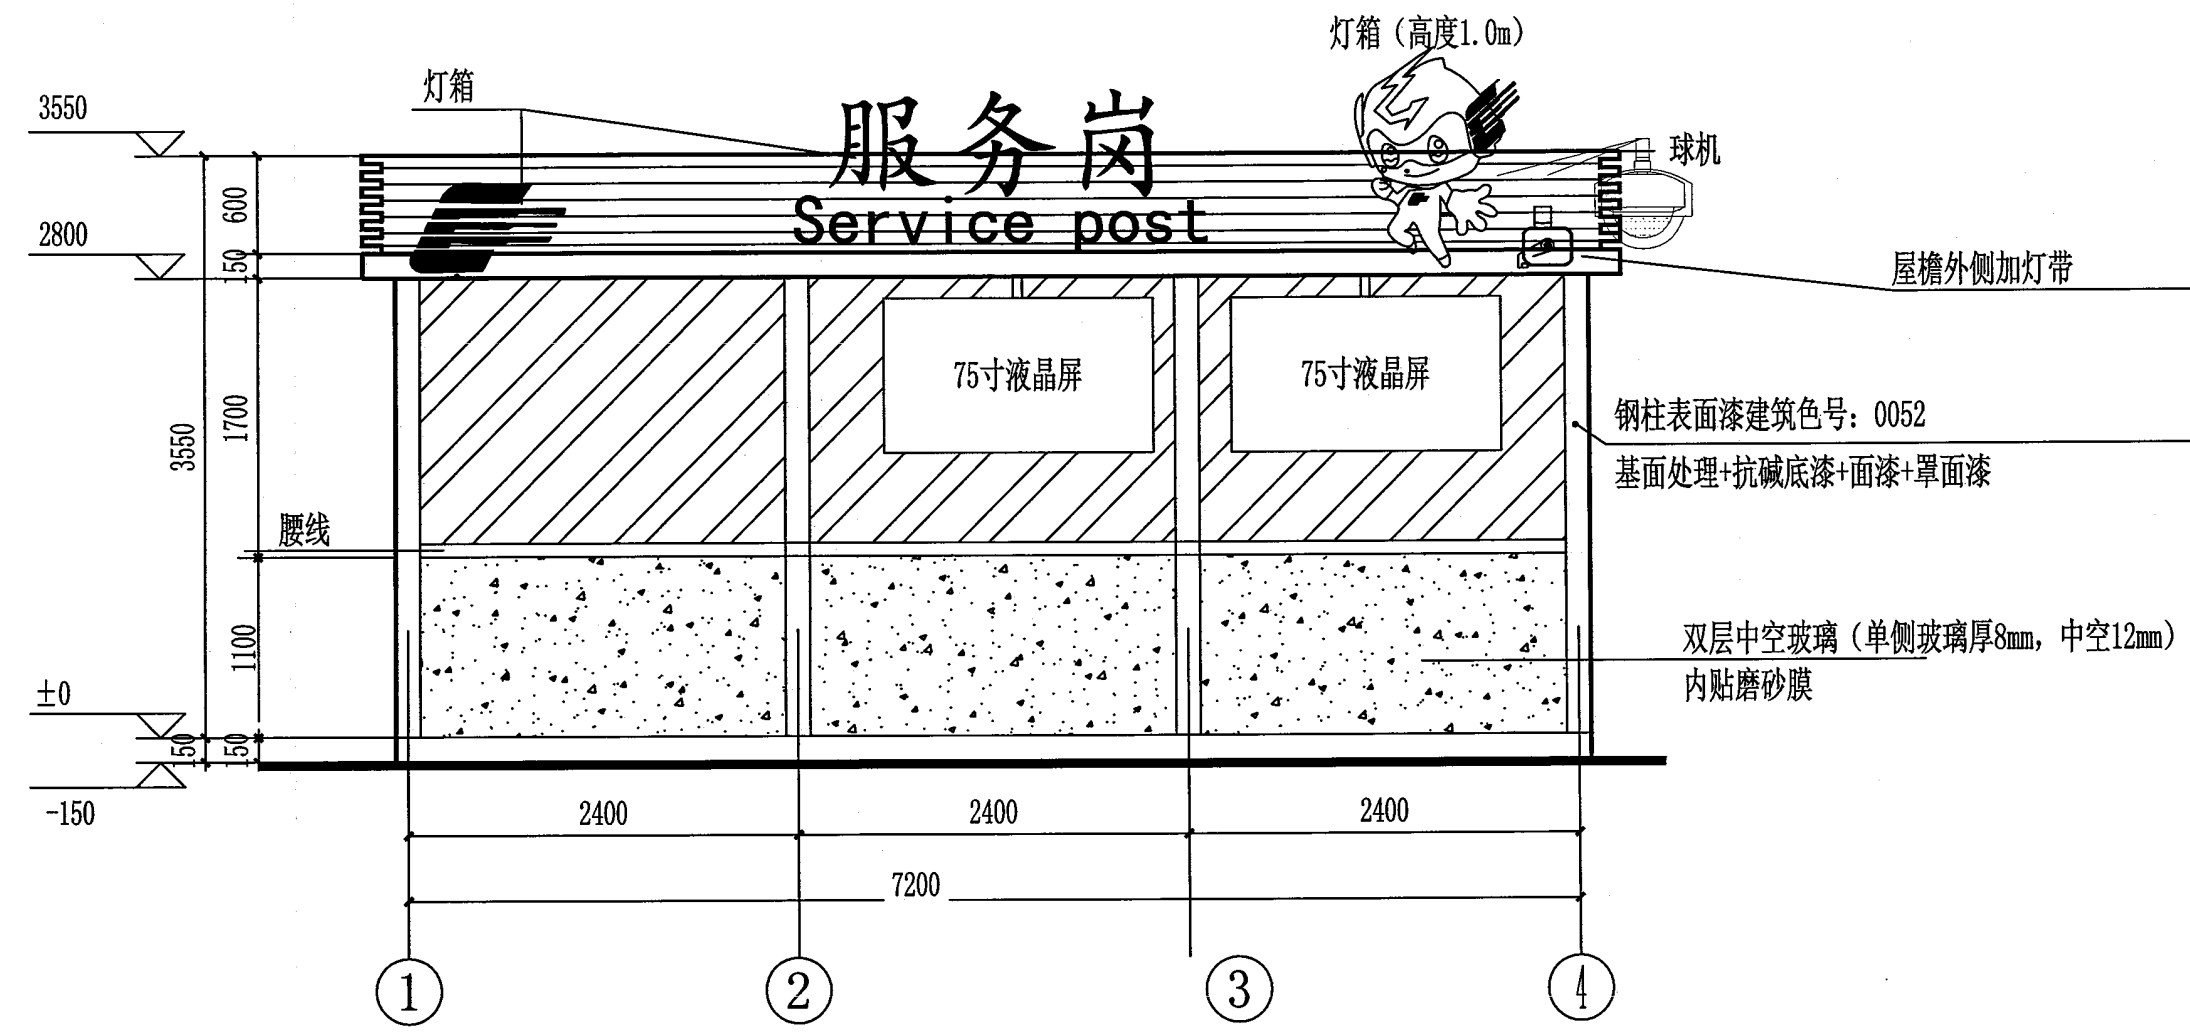 灯箱（高度1.0m）
灯箱
3550
服务岗
球机
600
Service post
2800
150
屋檐外侧加灯带
75寸液晶屏
75寸液晶屏
1700
3550
钢柱表面漆建筑色号：0052
基面处理+抗碱底漆+面漆+罩面漆
腰线
1100
双层中空玻璃（单侧玻璃厚8mm，中空12mm）
内贴磨砂膜
±0
150
150
-150
2400
2400
2400
7200
1
2
3
4